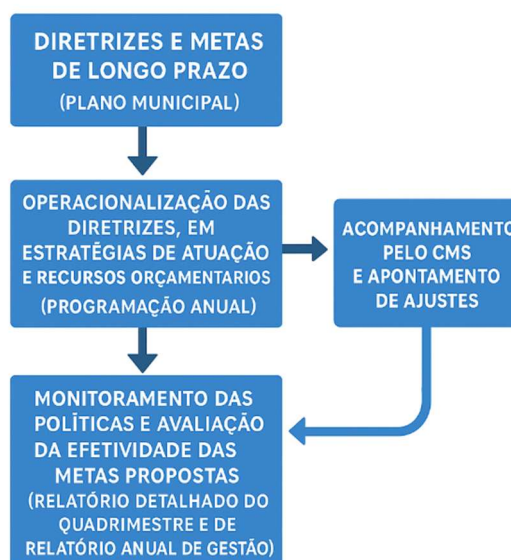 DIRETRIZES E METAS
DE LONGO PRAZO
(PLANO MUNICIPAL)
OPERACIONALIZAÇÃO DAS
DIRETRIZES, EM
ESTRATÉGIAS DE ATUAÇÃO
E RECURSOS ORÇAMENTARIOS
(PROGRAMAÇÃO ANUAL)
ACOMPANHAMENTO
PELO CMS
E APONTAMENTO
DE AJUSTES
MONITORAMENTO DAS
POLÍTICAS E AVALIAÇÃO
DA EFETIVIDADE DAS
METAS PROPOSTAS
(RELATÓRIO DETALHADO DO
QUADRIMESTRE E DE
RELATÓRIO ANUAL DE GESTÃO)